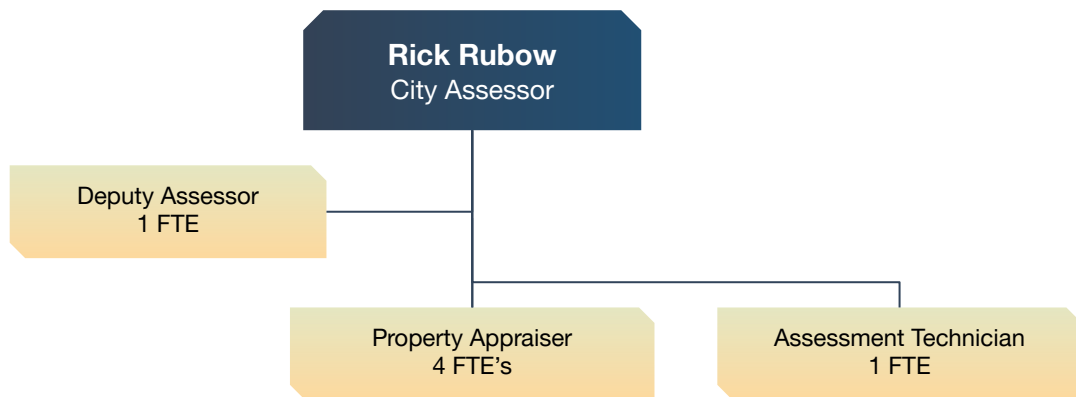 Rick Rubow
City Assessor
Deputy Assessor
1 FTE
Property Appraiser
4 FTE’s
Assessment Technician
1 FTE